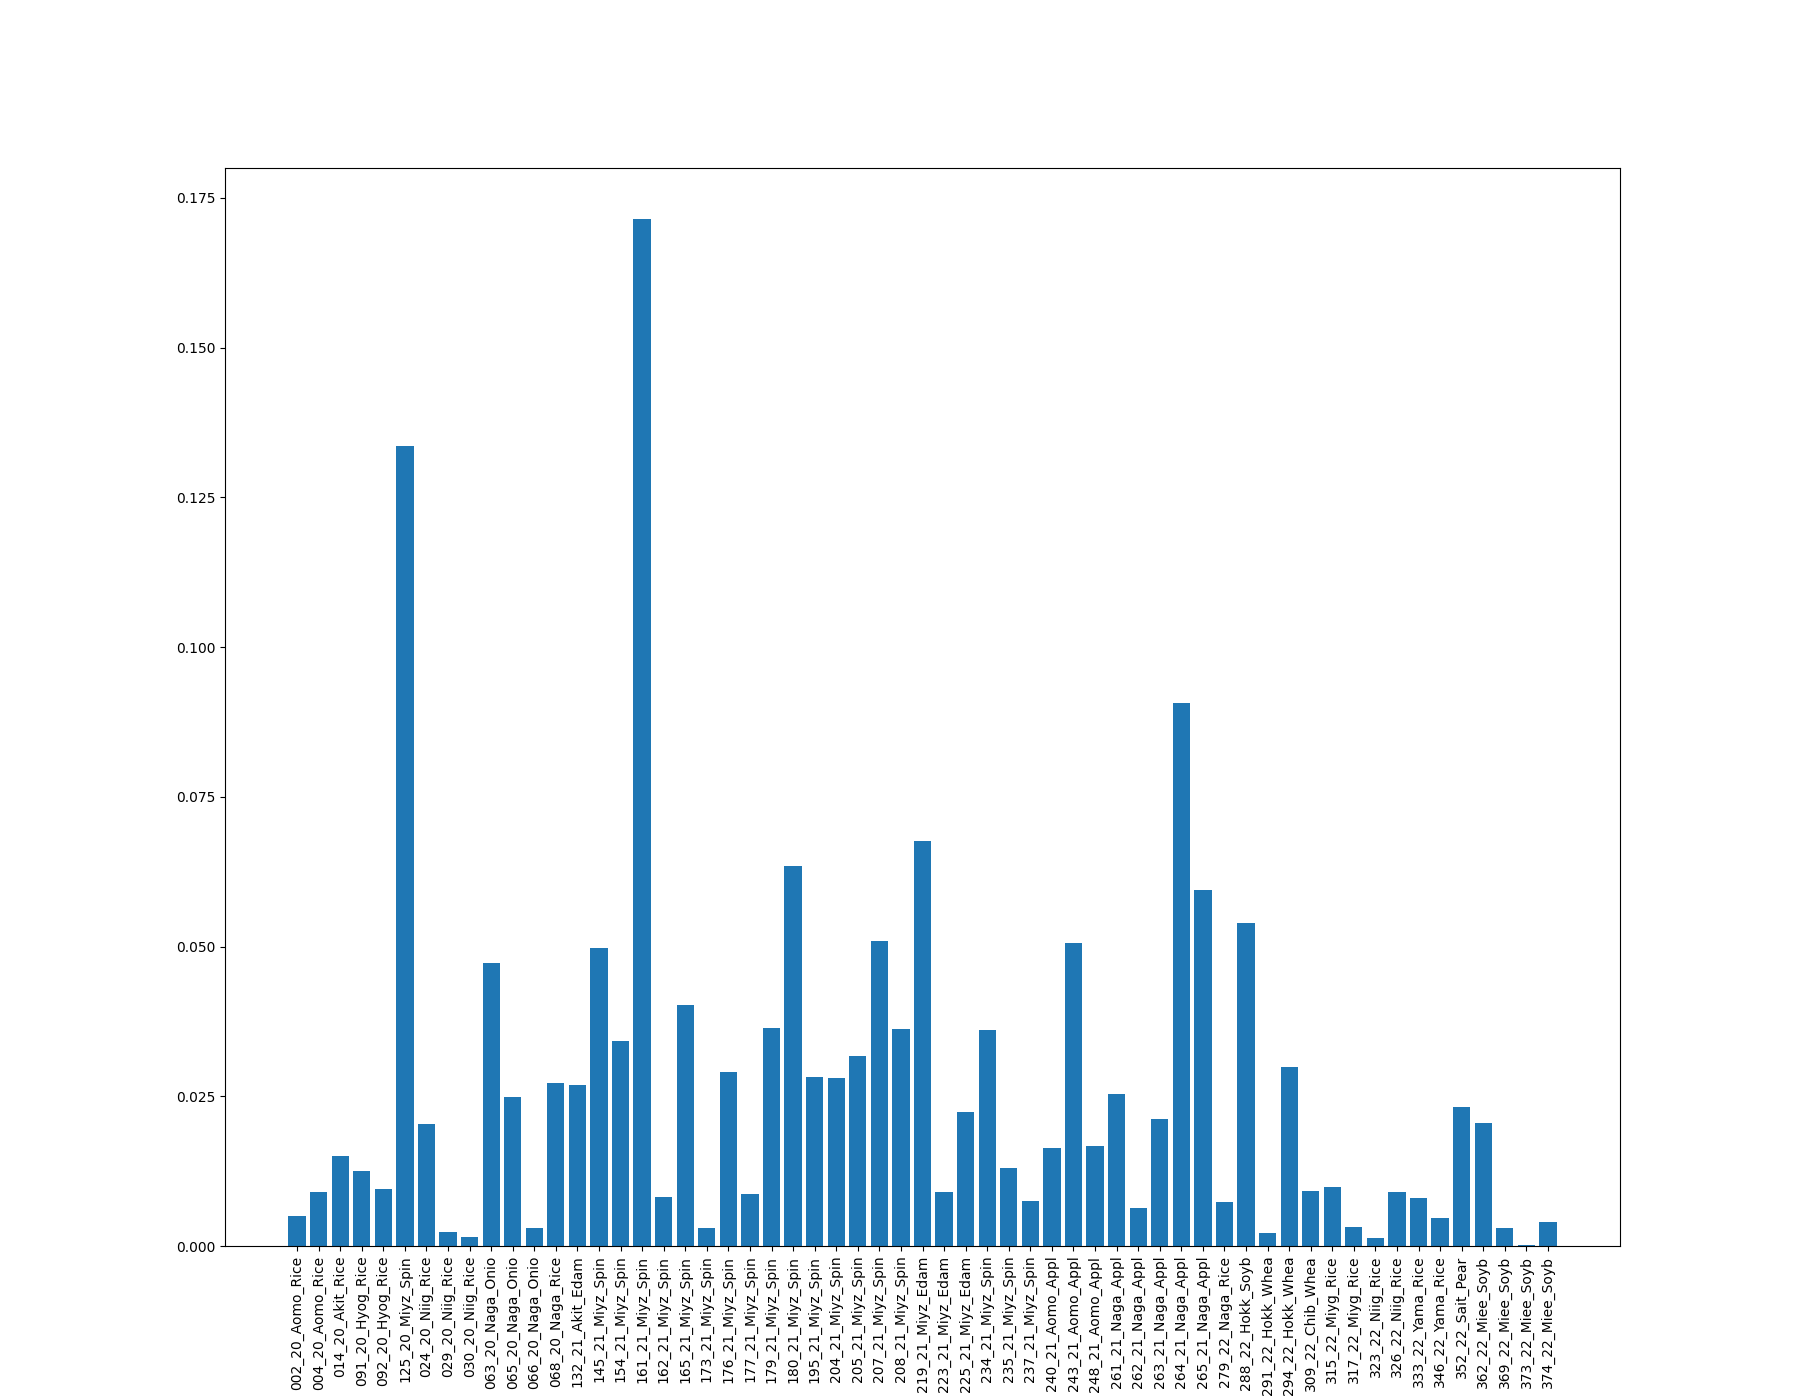 0.175
0.150
0.125
0.100
0.075
0.050
0.025
0.000
002_20_Aomo_Rice
004_20_Aomo_Rice
014_20_Akit_Rice
091_20_Hyog_Rice
092_20_Hyog_Rice
125_20_Miyz_Spin
024_20_Niig_Rice
029_20_Niig_Rice
030_20_Niig_Rice
063_20_Naga_Onio
065_20_Naga_Onio
066_20_Naga_Onio
068_20_Naga_Rice
132_21_Akit_Edam
145_21_Miyz_Spin
154_21_Miyz_Spin
161_21_Miyz_Spin
162_21_Miyz_Spin
165_21_Miyz_Spin
173_21_Miyz_Spin
176_21_Miyz_Spin
177_21_Miyz_Spin
179_21_Miyz_Spin
180_21_Miyz_Spin
195_21_Miyz_Spin
204_21_Miyz_Spin
205_21_Miyz_Spin
207_21_Miyz_Spin
208_21_Miyz_Spin
219_21_Miyz_Edam
223_21_Miyz_Edam
225_21_Miyz_Edam
234_21_Miyz_Spin
235_21_Miyz_Spin
237_21_Miyz_Spin
240_21_Aomo_Appl
243_21_Aomo_Appl
248_21_Aomo_Appl
261_21_Naga_Appl
262_21_Naga_Appl
263_21_Naga_Appl
264_21_Naga_Appl
265_21_Naga_Appl
279_22_Naga_Rice
288_22_Hokk_Soyb
291_22_Hokk_Whea
294_22_Hokk_Whea
309_22_Chib_Whea
315_22_Miyg_Rice
317_22_Miyg_Rice
323_22_Niig_Rice
326_22_Niig_Rice
333_22_Yama_Rice
346_22_Yama_Rice
352_22_Sait_Pear
362_22_Miee_Soyb
369_22_Miee_Soyb
373_22_Miee_Soyb
374_22_Miee_Soyb